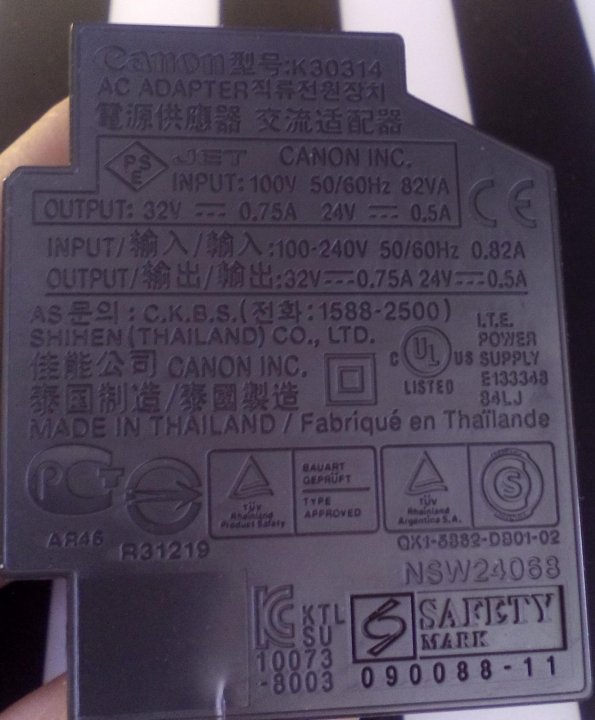 Canon 型号:K30314
AC ADAPTER 직류전원장치
電源供應器 交流适配器
PSE JET CANON INC.
INPUT: 100V 50/60Hz 82VA
OUTPUT: 32V ⎓ 0.75A 24V ⎓ 0.5A
CE
INPUT/输入/輸入:100-240V 50/60Hz 0.82A
OUTPUT/输出/輸出:32V⎓0.75A 24V⎓0.5A
AS 문의 : C.K.B.S.(전화:1588-2500)
SHIHEN (THAILAND) CO., LTD.
佳能公司 CANON INC.
泰国制造/泰國製造
C UL US
LISTED
I.T.E.
POWER
SUPPLY
E133348
84LJ
MADE IN THAILAND / Fabriqué en Thaïlande
PCT
AR46
R31219
TÜV
Rheinland
Product Safety
BAUART
GEPRÜFT
TYPE
APPROVED
TÜV
Rheinland
Argentina S.A.
S
QK1-5882-DB01-02
NSW24068
KC KTL
SU
10073
-8003
S SAFETY
MARK
090088-11